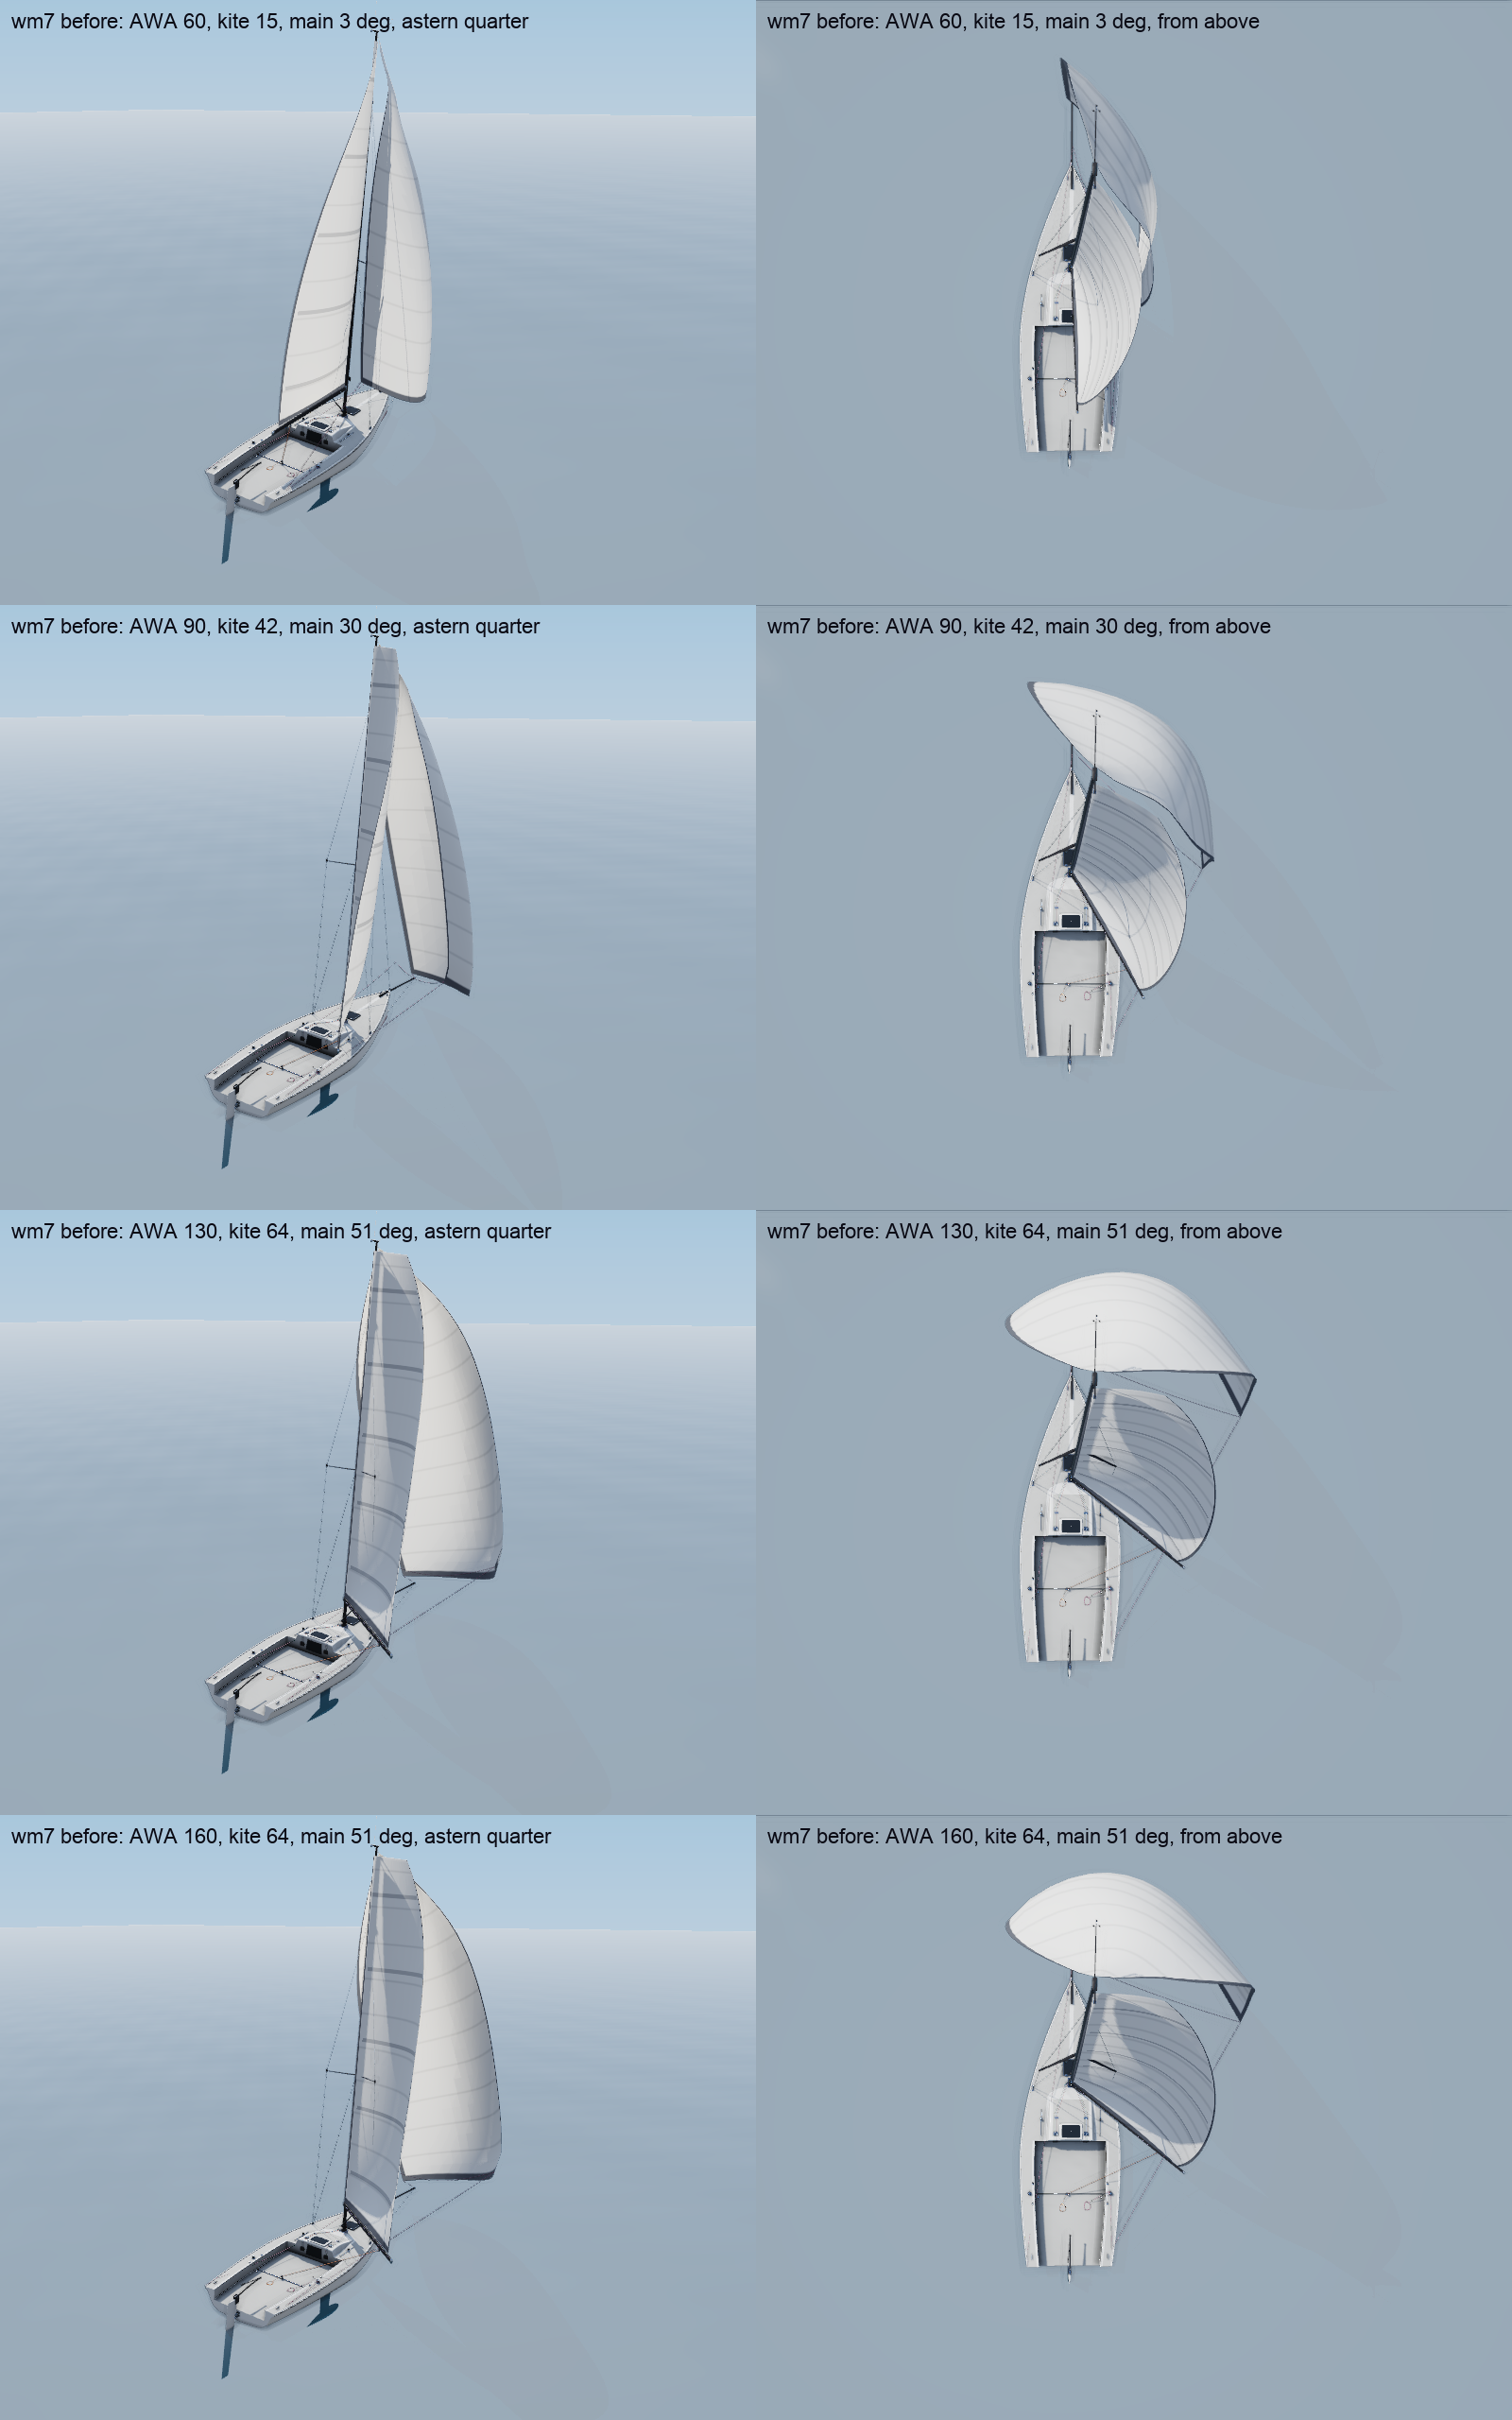 wm7 before: AWA 60, kite 15, main 3 deg, astern quarter
wm7 before: AWA 60, kite 15, main 3 deg, from above
wm7 before: AWA 90, kite 42, main 30 deg, astern quarter
wm7 before: AWA 90, kite 42, main 30 deg, from above
wm7 before: AWA 130, kite 64, main 51 deg, astern quarter
wm7 before: AWA 130, kite 64, main 51 deg, from above
wm7 before: AWA 160, kite 64, main 51 deg, astern quarter
wm7 before: AWA 160, kite 64, main 51 deg, from above